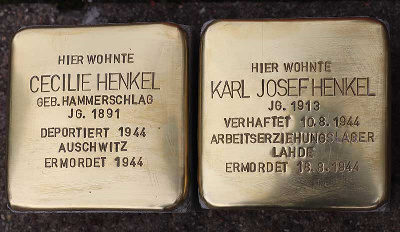 HIER WOHNTE
CECILIE HENKEL
GEB. HAMMERSCHLAG
JG. 1891
DEPORTIERT 1944
AUSCHWITZ
ERMORDET 1944
HIER WOHNTE
KARL JOSEF HENKEL
JG. 1913
VERHAFTET 10.8.1944
ARBEITSERZIEHUNGSLAGER
LAHDE
ERMORDET 16.8.1944